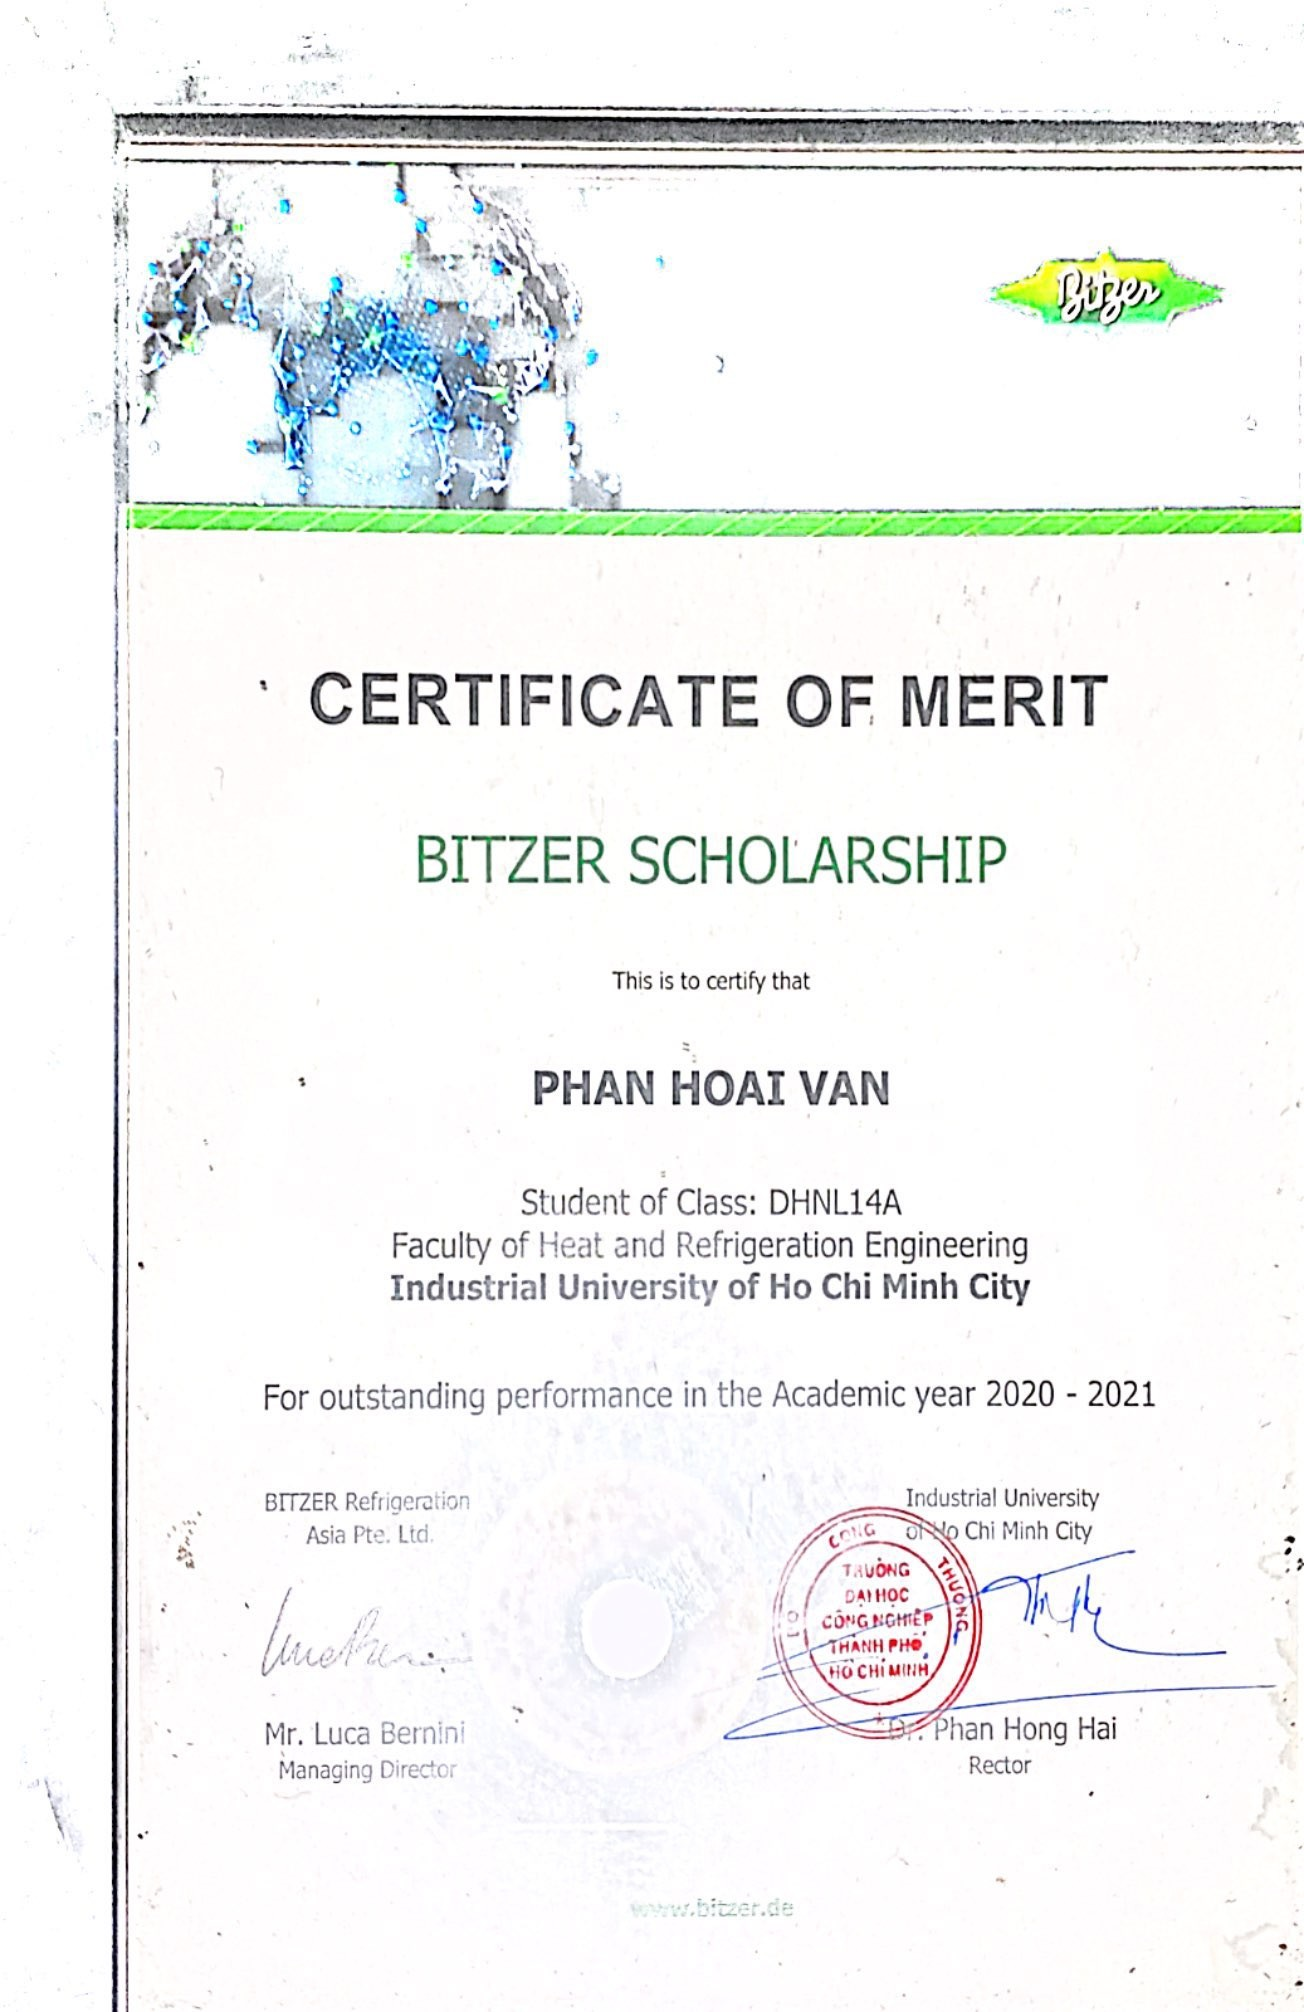 Bitzer
CERTIFICATE OF MERIT
BITZER SCHOLARSHIP
This is to certify that
PHAN HOAI VAN
Student of Class: DHNL14A
Faculty of Heat and Refrigeration Engineering
Industrial University of Ho Chi Minh City
For outstanding performance in the Academic year 2020 - 2021
BITZER Refrigeration
Asia Pte. Ltd.
Industrial University
of Ho Chi Minh City
CÔNG THƯƠNG
TRƯỜNG
ĐẠI HỌC
CÔNG NGHIỆP
THÀNH PHỐ
HỒ CHÍ MINH
Mr. Luca Bernini
Managing Director
Dr. Phan Hong Hai
Rector
www.bitzer.de